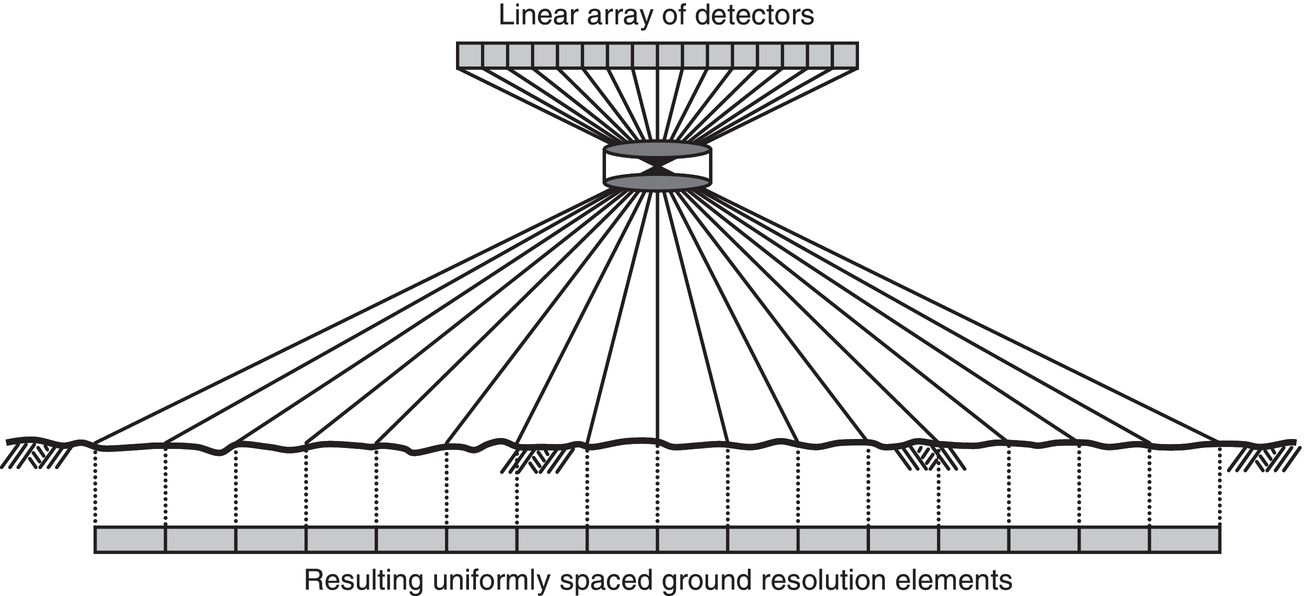 Linear array of detectors
Resulting uniformly spaced ground resolution elements